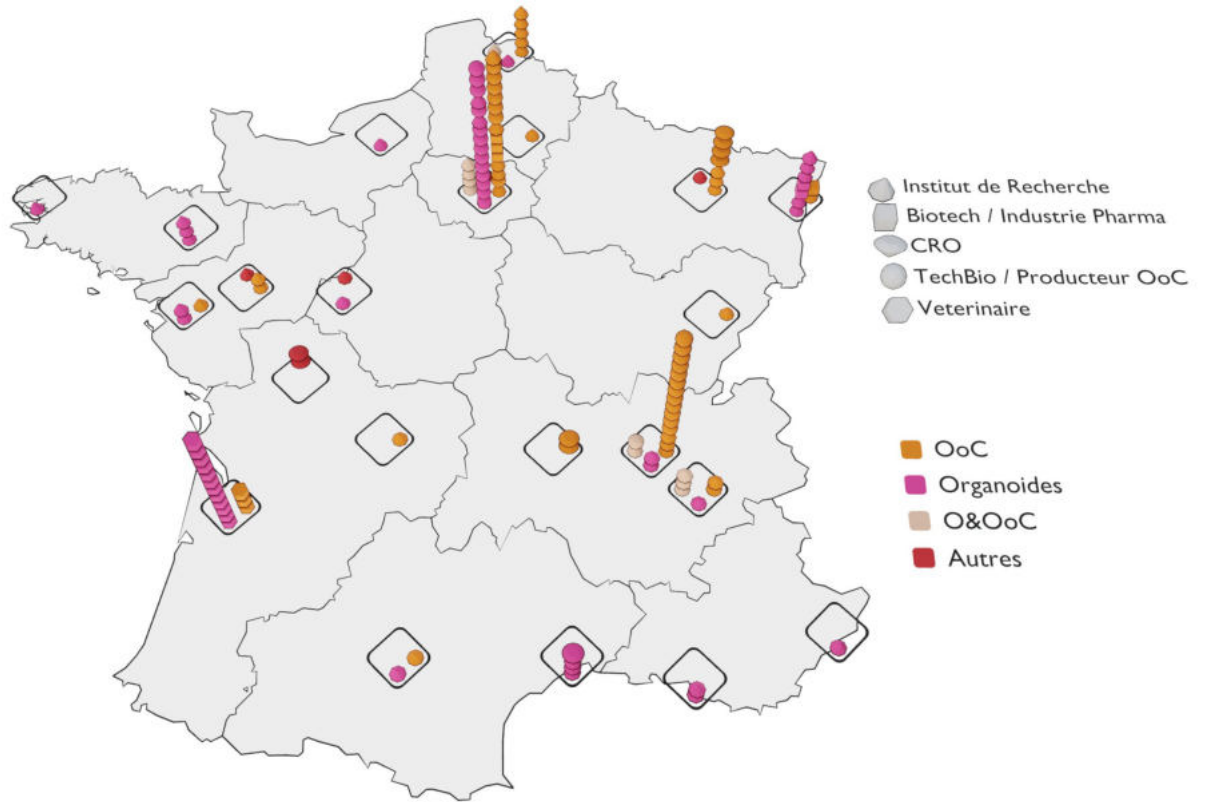 Institut de Recherche
Biotech / Industrie Pharma
CRO
TechBio / Producteur OoC
Veterinaire
OoC
Organoides
O&OoC
Autres